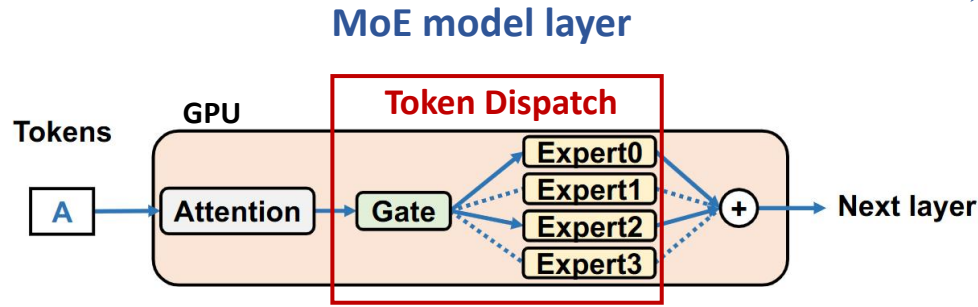 MoE model layer
Token Dispatch
GPU
Tokens
A
Attention
Gate
Expert0
Expert1
Expert2
Expert3
+
Next layer